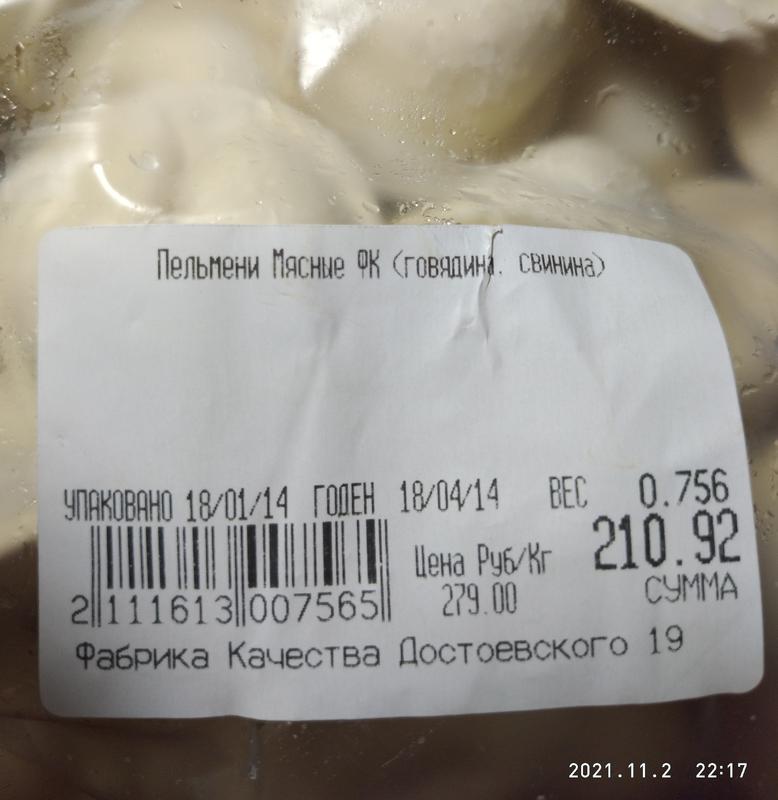 Пельмени Мясные ФК (говядина, свинина)
УПАКОВАНО 18/01/14 ГОДЕН 18/04/14 ВЕС 0.756
Цена Руб/Кг 210.92
279.00 СУММА
2 111613 007565
Фабрика Качества Достоевского 19
2021.11.2 22:17